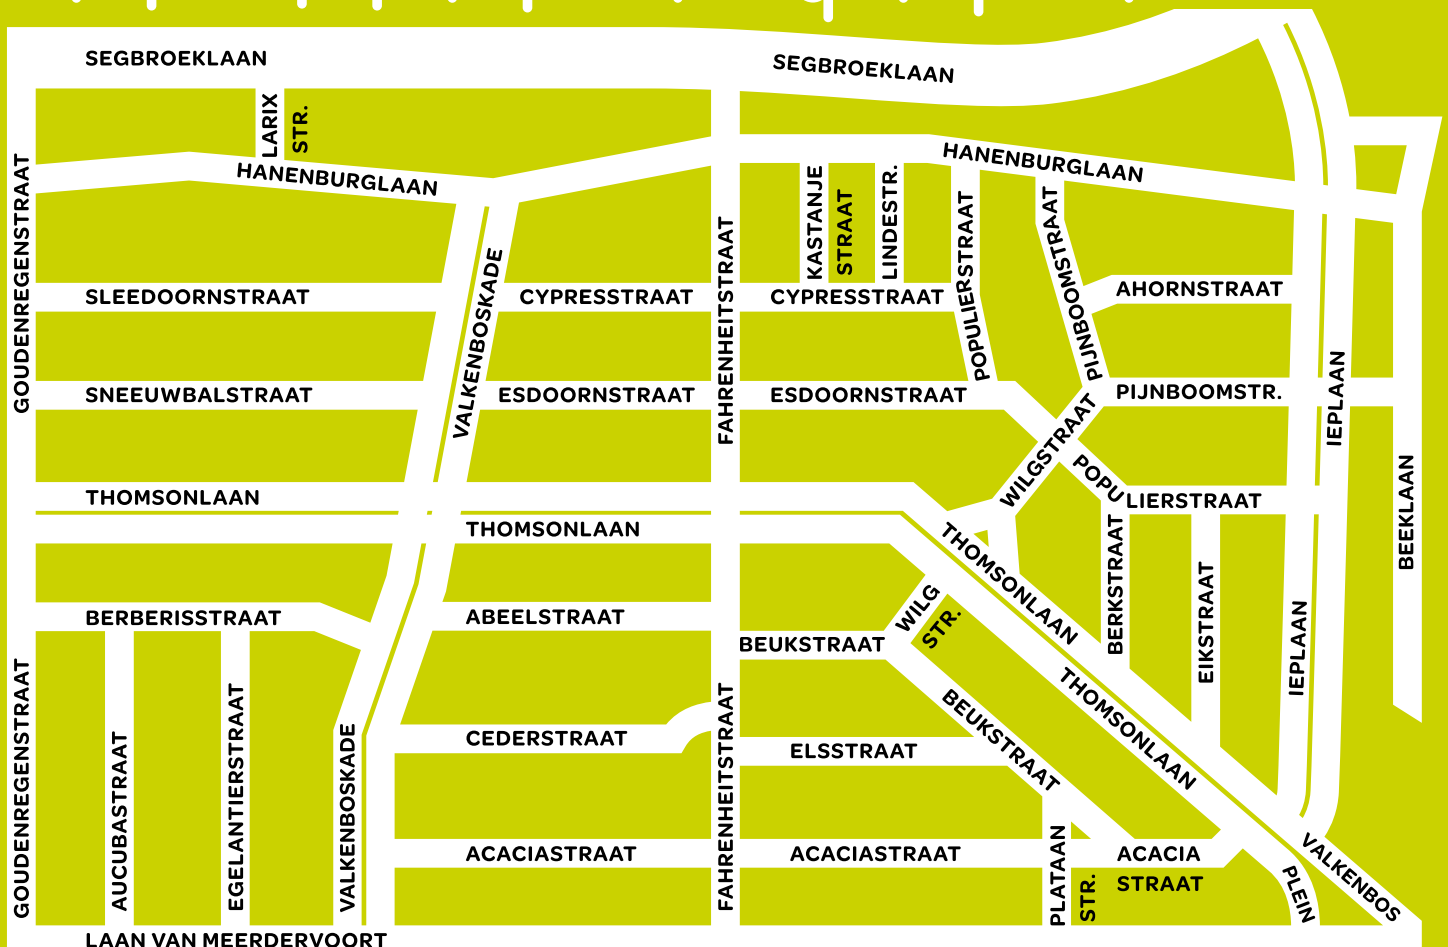 SEGBROEKLAAN
SEGBROEKLAAN
LARIX
STR.
HANENBURGLAAN
HANENBURGLAAN
GOUDENREGENSTRAAT
KASTANJE
STRAAT
LINDESTR.
POPULIERSTRAAT
PIJNBOOMSTRAAT
FAHRENHEITSTRAAT
VALKENBOSKADE
SLEEDOORNSTRAAT
CYPRESSTRAAT
CYPRESSTRAAT
AHORNSTRAAT
SNEEUWBALSTRAAT
ESDOORNSTRAAT
ESDOORNSTRAAT
PIJNBOOMSTR.
IEPLAAN
WILGSTRAAT
POPU
LIERSTRAAT
BEEKLAAN
THOMSONLAAN
THOMSONLAAN
THOMSONLAAN
BERKSTRAAT
EIKSTRAAT
IEPLAAN
BERBERISSTRAAT
ABEELSTRAAT
WILG
STR.
BEUKSTRAAT
GOUDENREGENSTRAAT
AUCUBASTRAAT
EGELANTIERSTRAAT
VALKENBOSKADE
FAHRENHEITSTRAAT
CEDERSTRAAT
ELSSTRAAT
BEUKSTRAAT
THOMSONLAAN
ACACIASTRAAT
ACACIASTRAAT
PLATAAN
STR.
ACACIA
STRAAT
VALKENBOS
PLEIN
LAAN VAN MEERDERVOORT